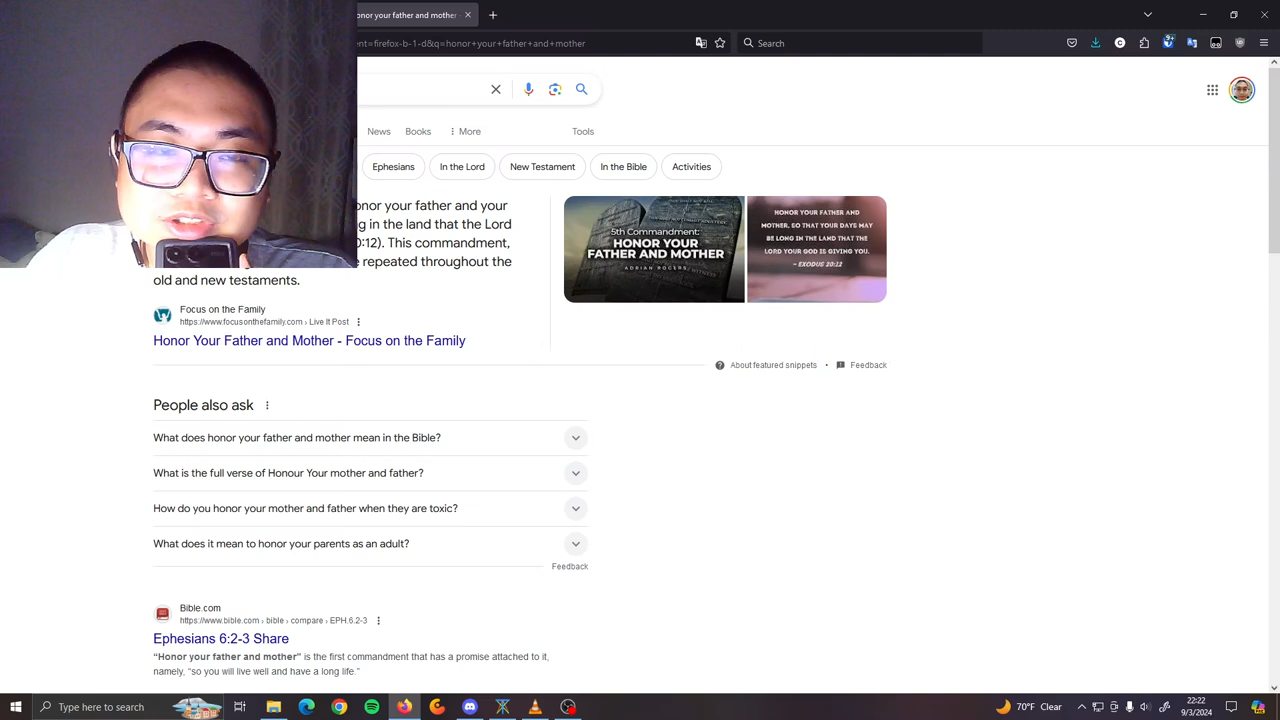 onor your father and mother -
ent=firefox-b-1-d&q=honor+your+father+and+mother
Search
News
Books
More
Tools
Ephesians
In the Lord
New Testament
In the Bible
Activities
onor your father and your
g in the land that the Lord
0:12). This commandment,
e repeated throughout the
old and new testaments.
5th Commandment:
HONOR YOUR
FATHER AND MOTHER
ADRIAN ROGERS
HONOR YOUR FATHER AND
MOTHER, SO THAT YOUR DAYS MAY
BE LONG IN THE LAND THAT THE
LORD YOUR GOD IS GIVING YOU.
~ EXODUS 20:12
Focus on the Family
https://www.focusonthefamily.com › Live It Post
Honor Your Father and Mother - Focus on the Family
About featured snippets • Feedback
People also ask
What does honor your father and mother mean in the Bible?
What is the full verse of Honour Your mother and father?
How do you honor your mother and father when they are toxic?
What does it mean to honor your parents as an adult?
Feedback
Bible.com
https://www.bible.com › bible › compare › EPH.6.2-3
Ephesians 6:2-3 Share
“Honor your father and mother” is the first commandment that has a promise attached to it,
namely, “so you will live well and have a long life.”
Type here to search
70°F Clear
22:22
9/3/2024